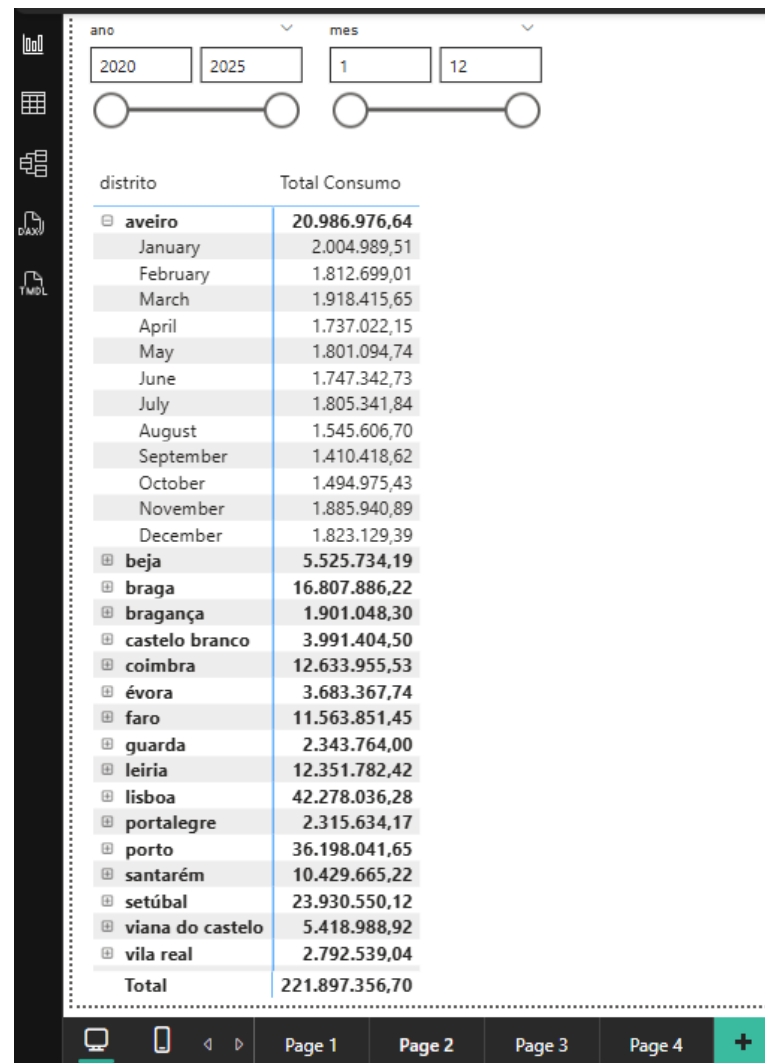 ano mes
2020 2025 1 12
DAX
TMDL
distrito Total Consumo
aveiro 20.986.976,64
January 2.004.989,51
February 1.812.699,01
March 1.918.415,65
April 1.737.022,15
May 1.801.094,74
June 1.747.342,73
July 1.805.341,84
August 1.545.606,70
September 1.410.418,62
October 1.494.975,43
November 1.885.940,89
December 1.823.129,39
beja 5.525.734,19
braga 16.807.886,22
bragança 1.901.048,30
castelo branco 3.991.404,50
coimbra 12.633.955,53
évora 3.683.367,74
faro 11.563.851,45
guarda 2.343.764,00
leiria 12.351.782,42
lisboa 42.278.036,28
portalegre 2.315.634,17
porto 36.198.041,65
santarém 10.429.665,22
setúbal 23.930.550,12
viana do castelo 5.418.988,92
vila real 2.792.539,04
Total 221.897.356,70
Page 1 Page 2 Page 3 Page 4 +